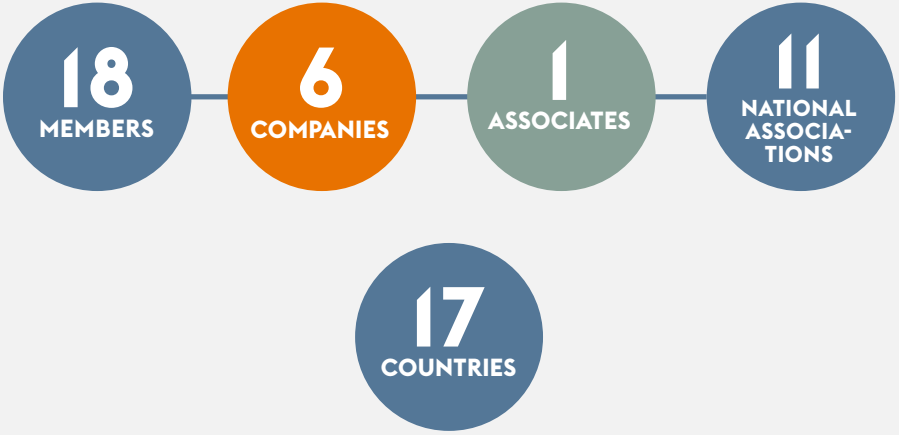 18
MEMBERS
6
COMPANIES
1
ASSOCIATES
11
NATIONAL
ASSOCIA-
TIONS
17
COUNTRIES